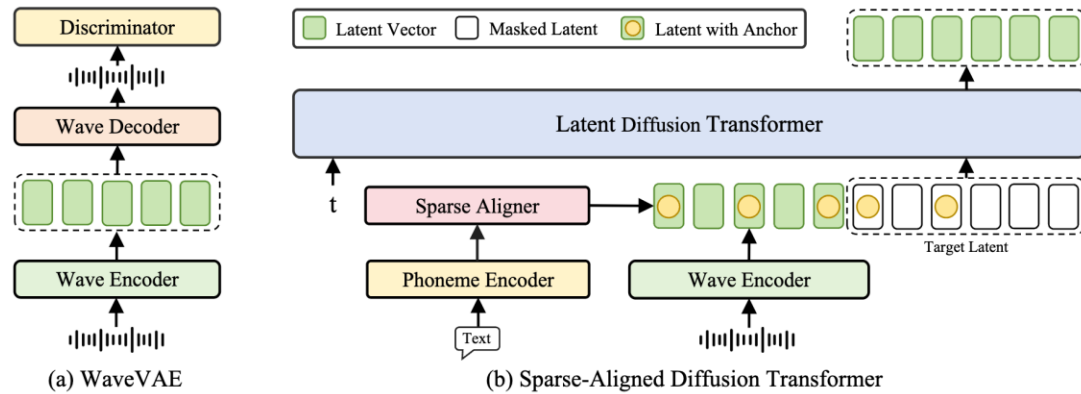 Discriminator
Wave Decoder
Wave Encoder
(a) WaveVAE
Latent Vector
Masked Latent
Latent with Anchor
Latent Diffusion Transformer
t
Sparse Aligner
Target Latent
Phoneme Encoder
Wave Encoder
Text
(b) Sparse-Aligned Diffusion Transformer